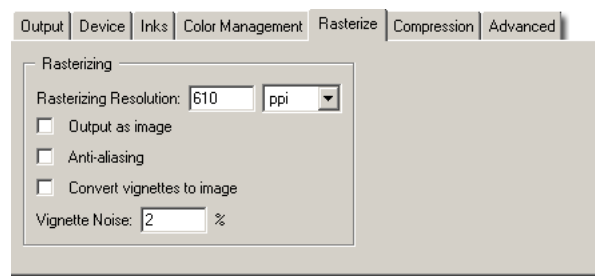 Output Device Inks Color Management Rasterize Compression Advanced
Rasterizing
Rasterizing Resolution: 610 ppi
Output as image
Anti-aliasing
Convert vignettes to image
Vignette Noise: 2 %